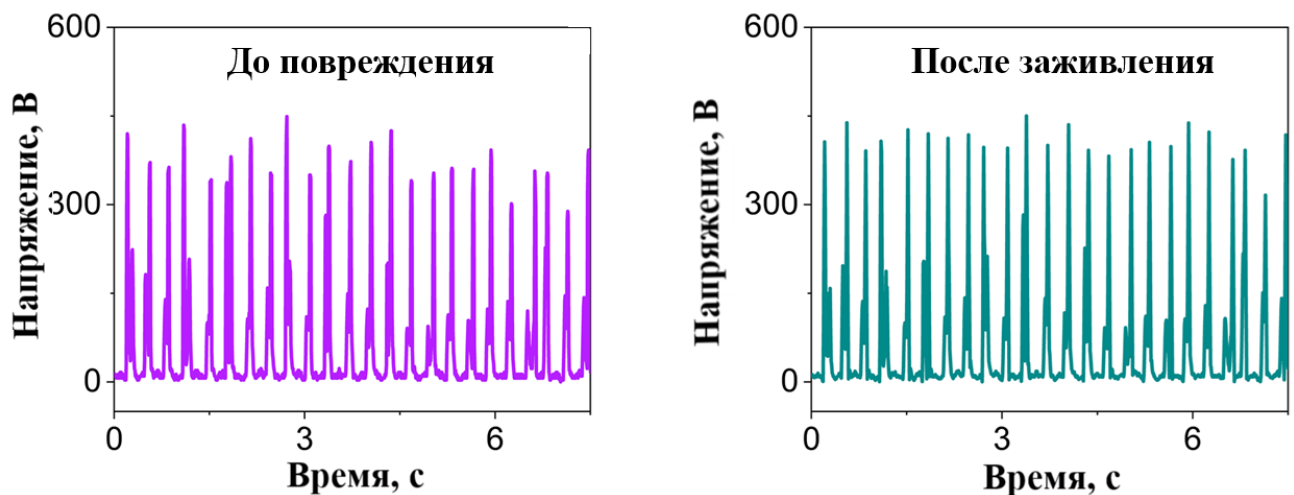 600
До повреждения
Напряжение, В
300
0
0
3
6
Время, с
600
После заживления
Напряжение, В
300
0
0
3
6
Время, с